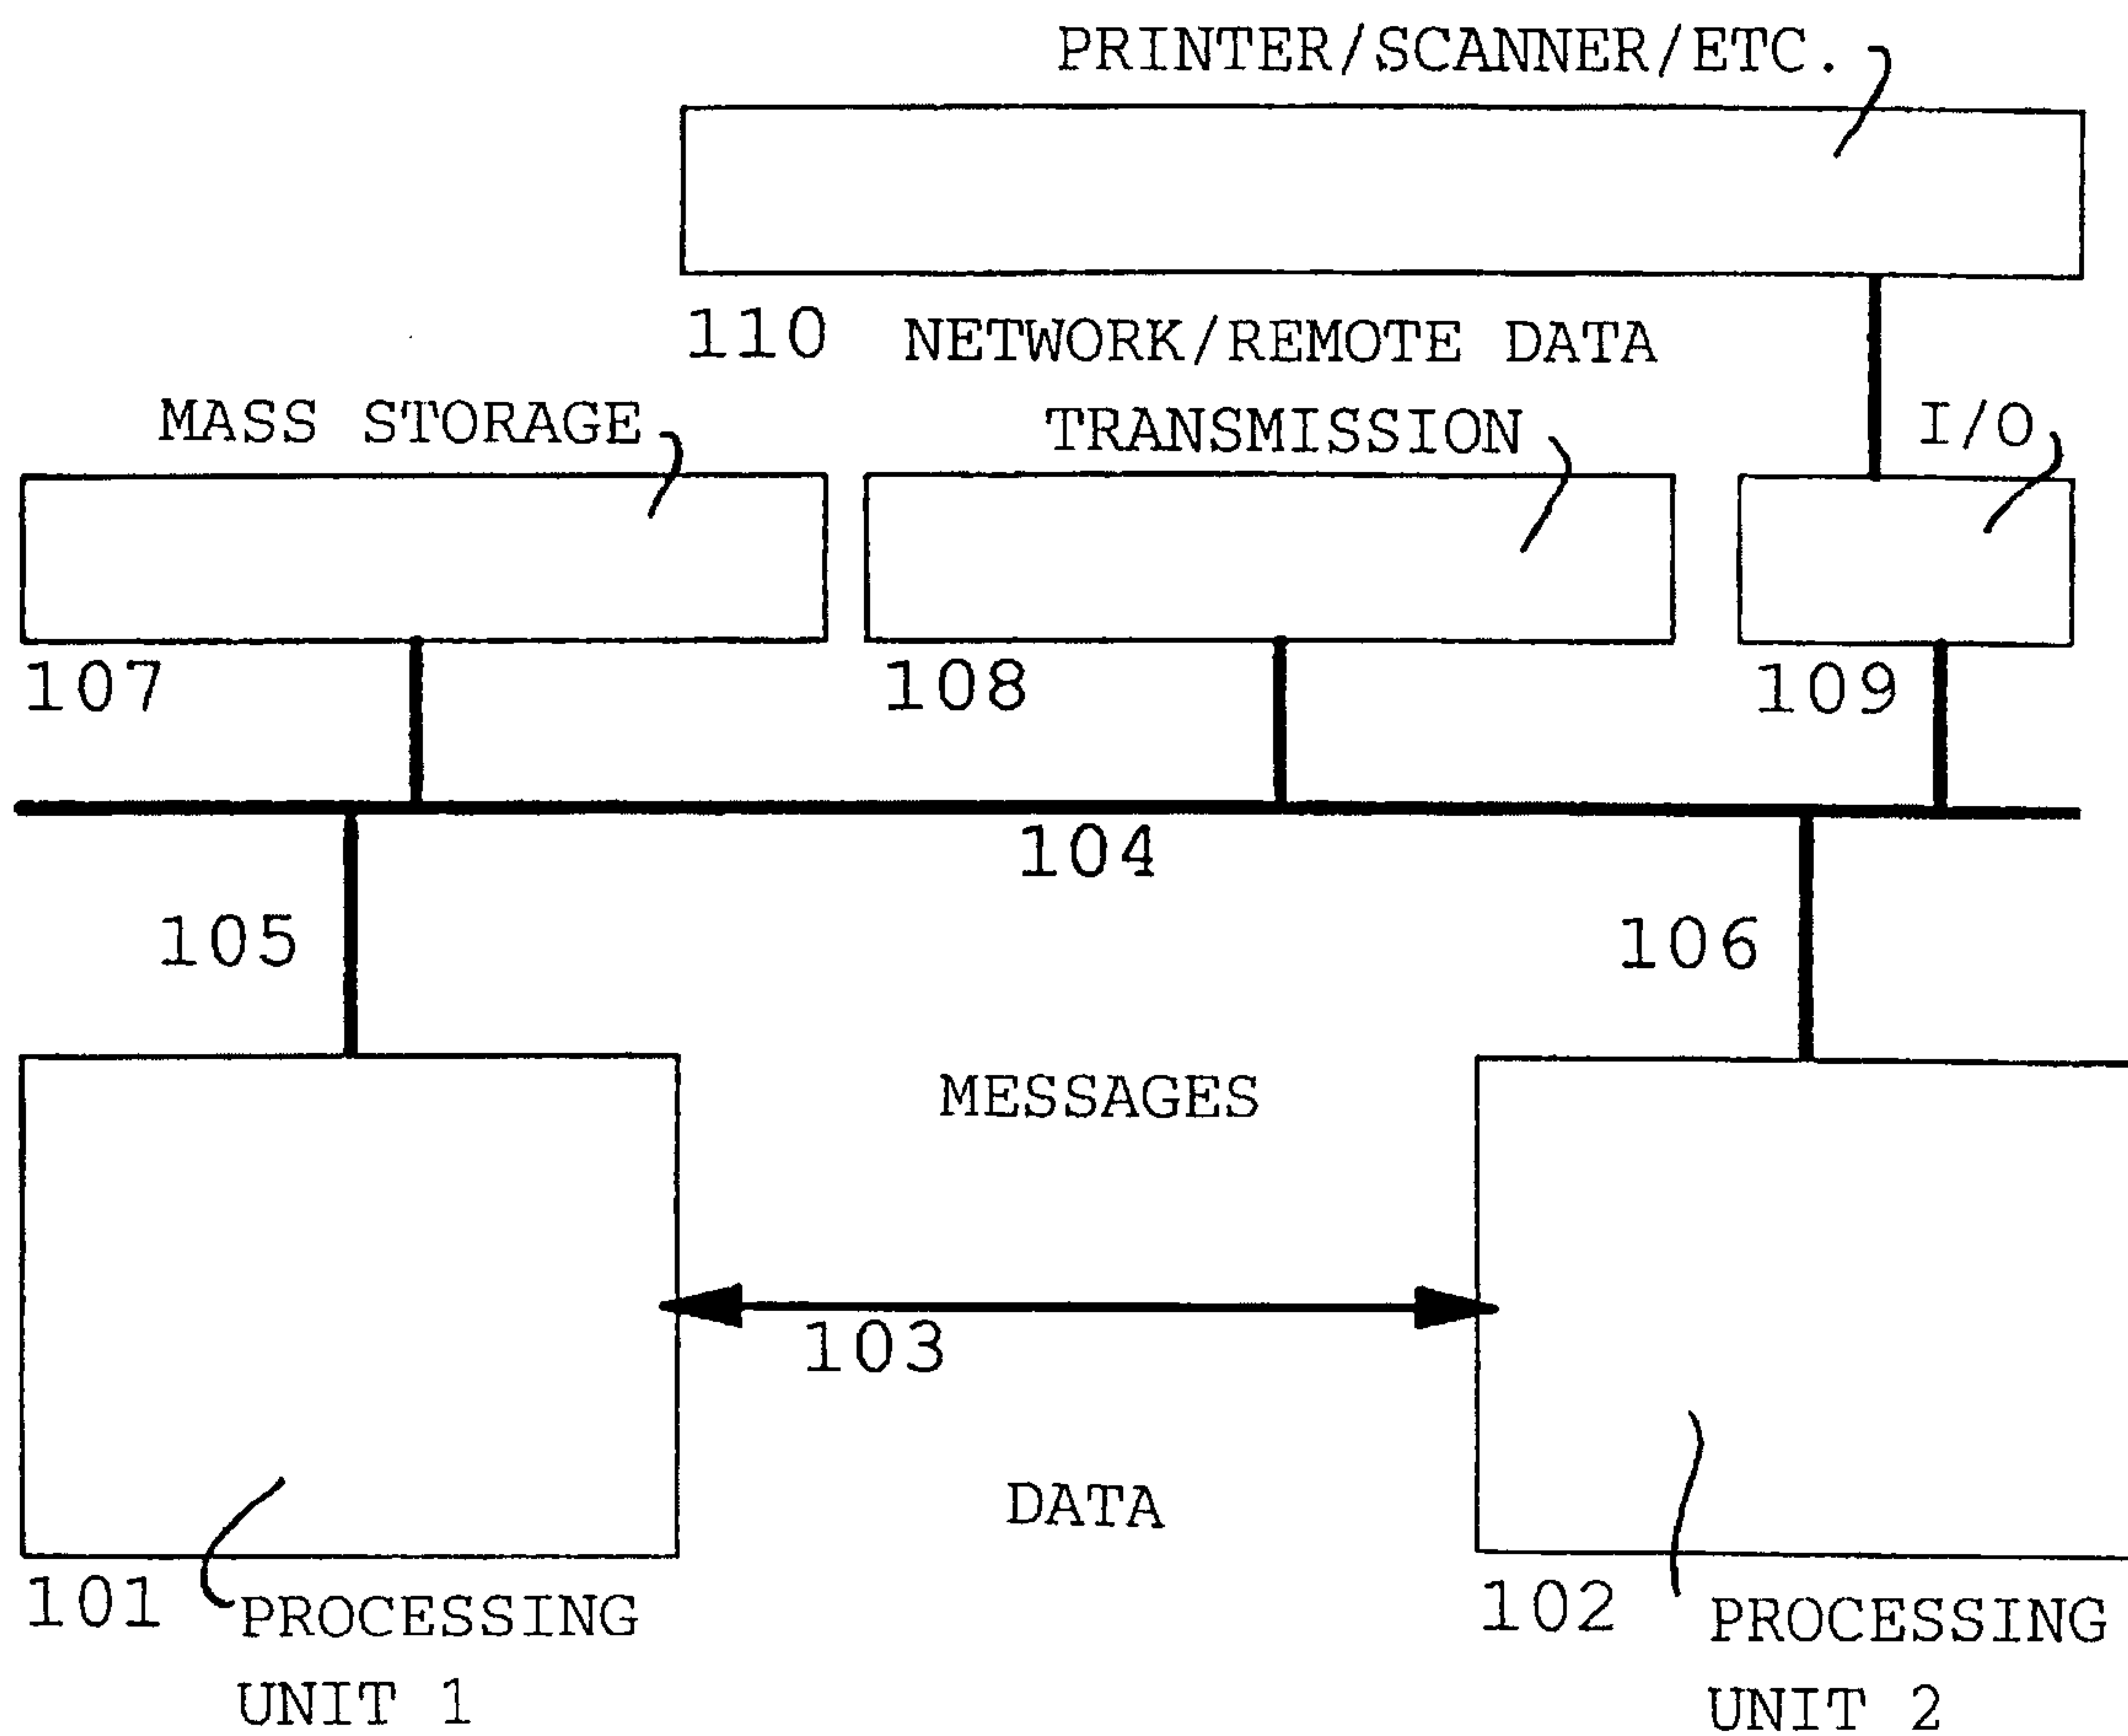 PRINTER/SCANNER/ETC.
110 NETWORK/REMOTE DATA
TRANSMISSION
MASS STORAGE
I/O
107
108
109
104
105
106
MESSAGES
103
DATA
101 PROCESSING
UNIT 1
102 PROCESSING
UNIT 2